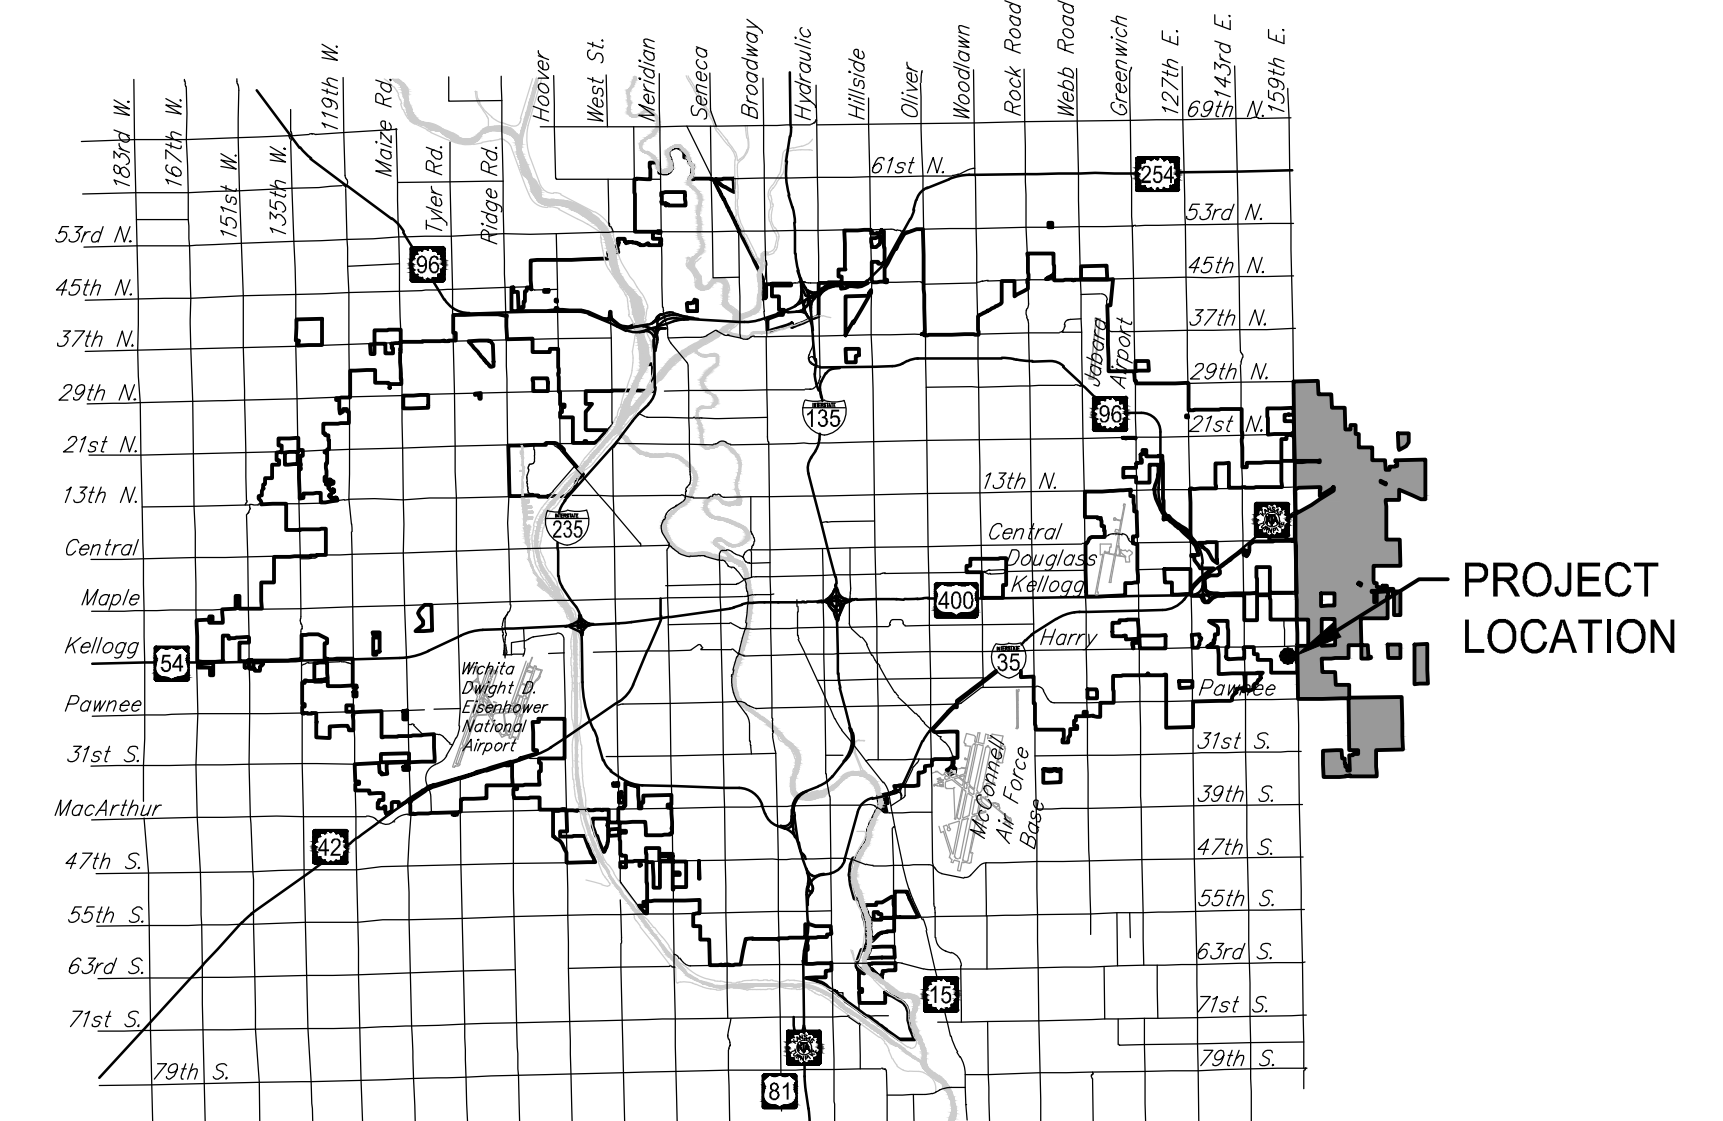 183rd W.
167th W.
151st W.
135th W.
119th W.
Maize Rd.
Tyler Rd.
Ridge Rd.
Hoover
West St.
Meridian
Seneca
Broadway
Hydraulic
Hillside
Oliver
Woodlawn
Rock Road
Webb Road
Greenwich
127th E.
143rd E.
159th E.
69th N.
61st N.
254
53rd N.
53rd N.
96
45th N.
45th N.
37th N.
37th N.
Jabara
Airport
29th N.
29th N.
135
96
21st N.
21st N.
13th N.
13th N.
235
Central
Central
Douglass
Kellogg
400
Maple
PROJECT
LOCATION
Kellogg
54
Harry
35
Wichita
Dwight D.
Eisenhower
National
Airport
Pawnee
Pawnee
31st S.
31st S.
McConnell
Air Force
Base
MacArthur
39th S.
42
47th S.
47th S.
55th S.
55th S.
63rd S.
63rd S.
15
71st S.
71st S.
79th S.
79th S.
81